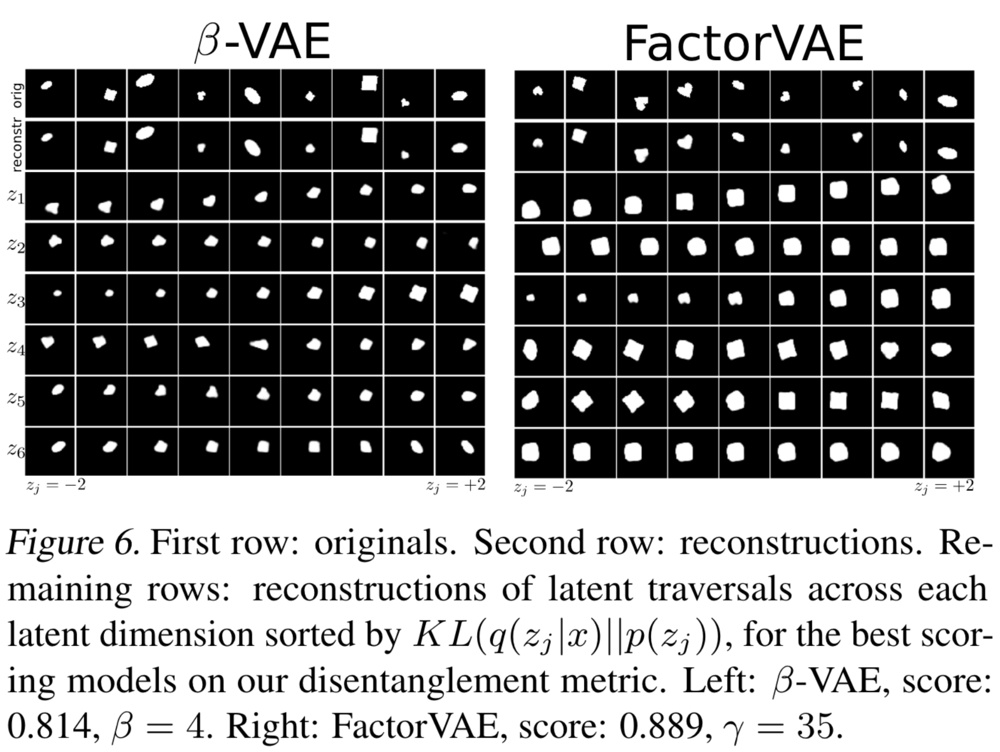 β-VAE
FactorVAE
orig
reconstr
z1
z2
z3
z4
z5
z6
zj = −2
zj = +2
zj = −2
zj = +2
Figure 6. First row: originals. Second row: reconstructions. Re-
maining rows: reconstructions of latent traversals across each
latent dimension sorted by KL(q(zj|x)||p(zj)), for the best scor-
ing models on our disentanglement metric. Left: β-VAE, score:
0.814, β = 4. Right: FactorVAE, score: 0.889, γ = 35.